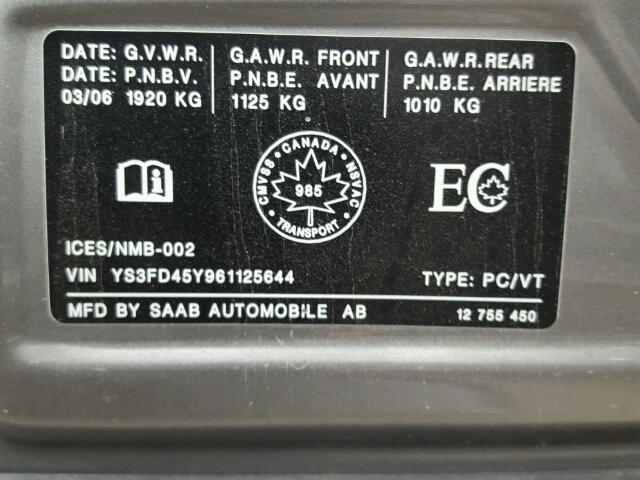 DATE: G.V.W.R. G.A.W.R. FRONT G.A.W.R. REAR
DATE: P.N.B.V. P.N.B.E. AVANT P.N.B.E. ARRIERE
03/06 1920 KG 1125 KG 1010 KG
i
CMVSS • CANADA • NSVAC
985
• TRANSPORT •
EC
ICES/NMB-002
VIN YS3FD45Y961125644 TYPE: PC/VT
MFD BY SAAB AUTOMOBILE AB 12 755 450